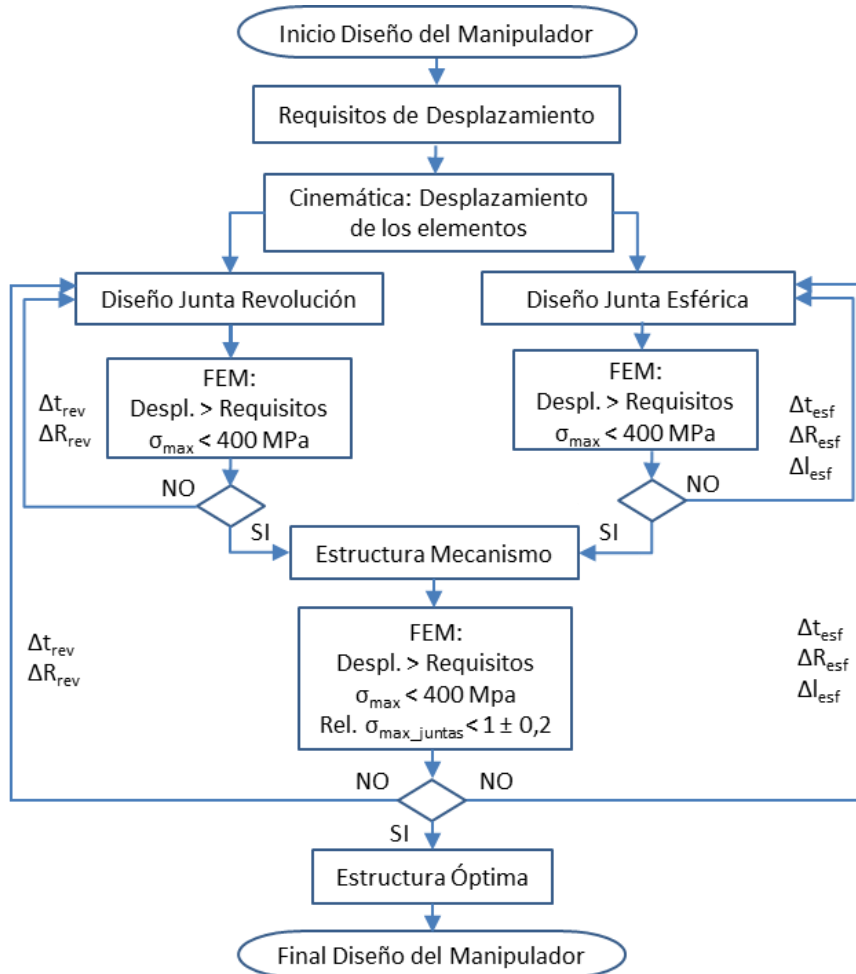 Inicio Diseño del Manipulador
Requisitos de Desplazamiento
Cinemática: Desplazamiento
de los elementos
Diseño Junta Revolución
Diseño Junta Esférica
FEM:
Despl. > Requisitos
σmax < 400 MPa
FEM:
Despl. > Requisitos
σmax < 400 MPa
Δtrev
ΔRrev
Δtesf
ΔResf
Δlesf
NO
NO
SI
SI
Estructura Mecanismo
FEM:
Despl. > Requisitos
σmax < 400 Mpa
Rel. σmax_juntas < 1 ± 0,2
Δtrev
ΔRrev
Δtesf
ΔResf
Δlesf
NO
NO
SI
Estructura Óptima
Final Diseño del Manipulador